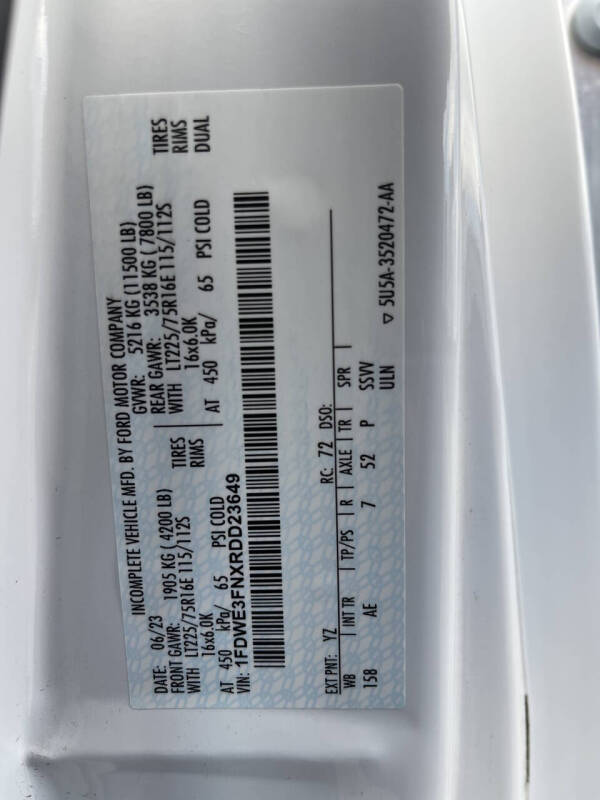 INCOMPLETE VEHICLE MFD. BY FORD MOTOR COMPANY
DATE: 06/23 GVWR: 5216 KG (11500 LB)
FRONT GAWR: 1905 KG ( 4200 LB) REAR GAWR: 3538 KG ( 7800 LB)
WITH LT225/75R16E 115/112S TIRES WITH LT225/75R16E 115/112S TIRES
16x6.0K RIMS 16x6.0K RIMS
AT 450 kPa/ 65 PSI COLD AT 450 kPa/ 65 PSI COLD DUAL
VIN: 1FDWE3FNXRDD23649
EXT PNT: YZ RC: 72 DSO:
WB INT TR TP/PS R AXLE TR SPR
158 AE 7 52 P SSVV
ULN
▽ 5U5A-3520472-AA